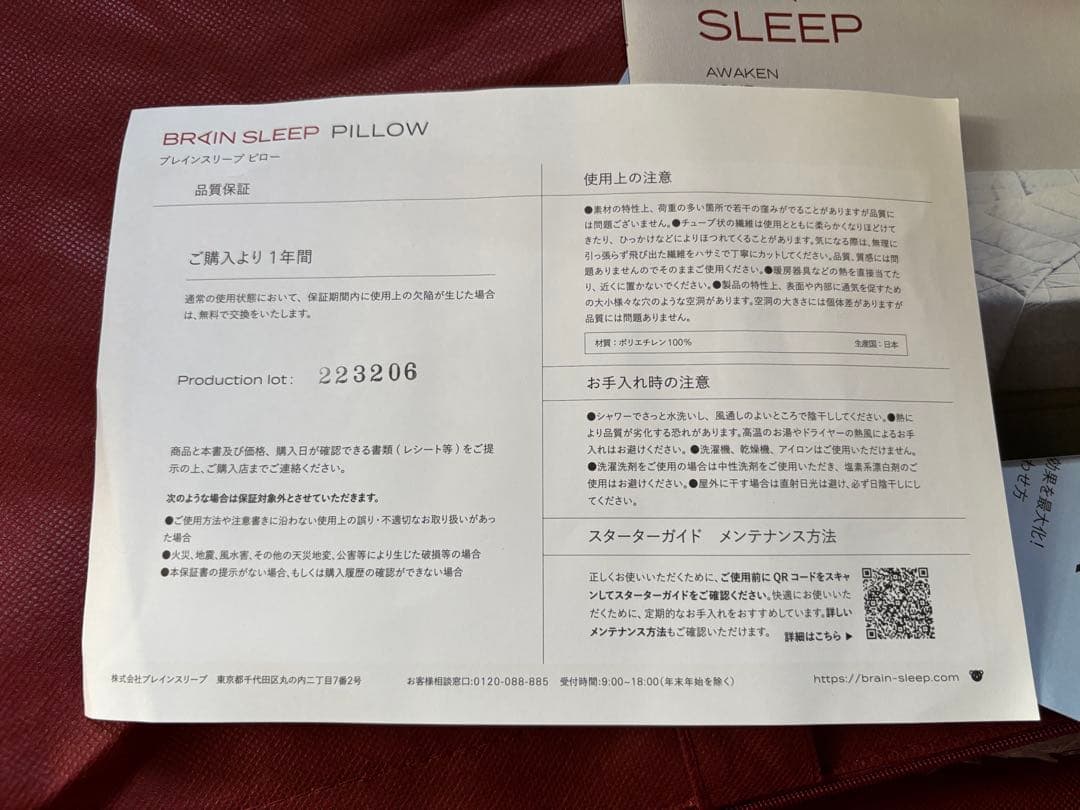 SLEEP
AWAKEN
BRAIN SLEEP PILLOW
ブレインスリープ ピロー
品質保証
ご購入より1年間
通常の使用状態において、保証期間内に使用上の欠陥が生じた場合
は、無料で交換をいたします。
Production lot: 223206
商品と本書及び価格、購入日が確認できる書類(レシート等)をご提
示の上、ご購入店までご連絡ください。
次のような場合は保証対象外とさせていただきます。
●ご使用方法や注意書きに沿わない使用上の誤り・不適切なお取り扱いがあっ
た場合
●火災、地震、風水害、その他の天災地変、公害等により生じた破損等の場合
●本保証書の提示がない場合、もしくは購入履歴の確認ができない場合
使用上の注意
●素材の特性上、荷重の多い箇所で若干の窪みがでることがありますが品質に
は問題ございません。●チューブ状の繊維は使用とともに柔らかくなりほどけて
きたり、ひっかけなどによりほつれてくることがあります。気になる際は、無理に
引っ張らず飛び出た繊維をハサミで丁寧にカットしてください。品質、質感には問
題ありませんのでそのままご使用ください。●暖房器具などの熱を直接当てた
り、近くに置かないでください。●製品の特性上、表面や内部に通気を促すため
の大小様々な穴のような空洞があります。空洞の大きさには個体差がありますが
品質には問題ありません。
材質:ポリエチレン100% 生産国:日本
お手入れ時の注意
●シャワーでさっと水洗いし、風通しのよいところで陰干ししてください。●熱に
より品質が劣化する恐れがあります。高温のお湯やドライヤーの熱風によるお手
入れはお避けください。●洗濯機、乾燥機、アイロンはご使用いただけません。
●洗濯洗剤をご使用の場合は中性洗剤をご使用いただき、塩素系漂白剤のご
使用はお避けください。●屋外に干す場合は直射日光は避け、必ず日陰干しにし
てください。
スターターガイド メンテナンス方法
正しくお使いいただくために、ご使用前にQRコードをスキャ
ンしてスターターガイドをご確認ください。快適にお使いいた
だくために、定期的なお手入れをおすすめしています。詳しい
メンテナンス方法もご確認いただけます。 詳細はこちら▶
株式会社ブレインスリープ 東京都千代田区丸の内二丁目7番2号 お客様相談窓口:0120-088-885 受付時間:9:00~18:00(年末年始を除く) https://brain-sleep.com
効果を最大化!
わせ方